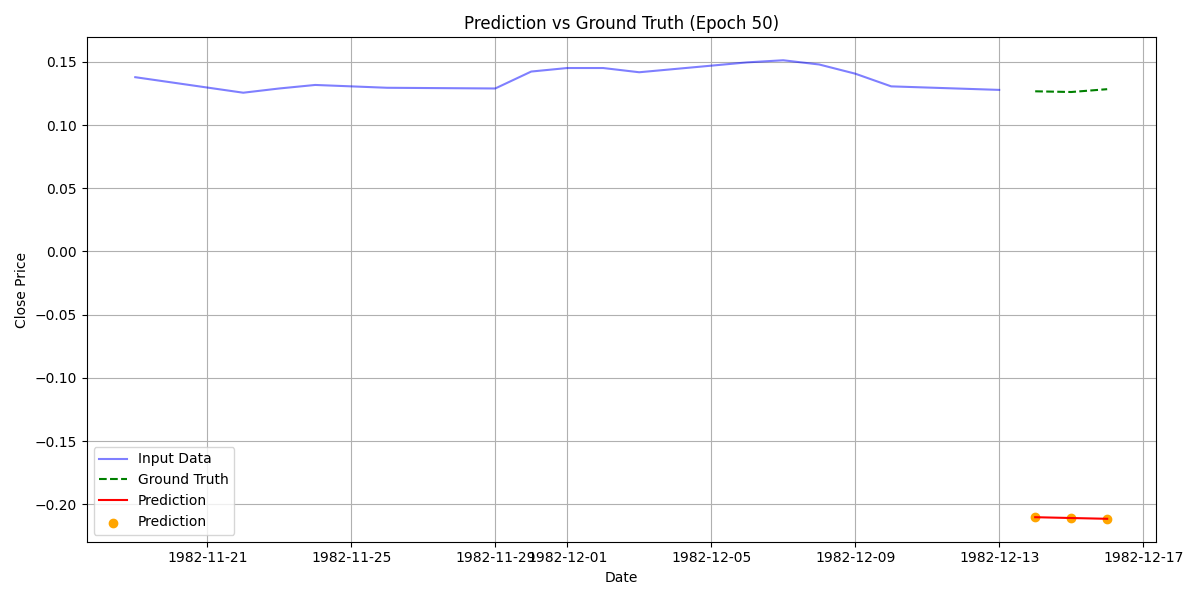 Prediction vs Ground Truth (Epoch 50)
Close Price
0.15
0.10
0.05
0.00
−0.05
−0.10
−0.15
−0.20
Input Data
Ground Truth
Prediction
Prediction
1982-11-21
1982-11-25
1982-11-29
1982-12-01
1982-12-05
1982-12-09
1982-12-13
1982-12-17
Date